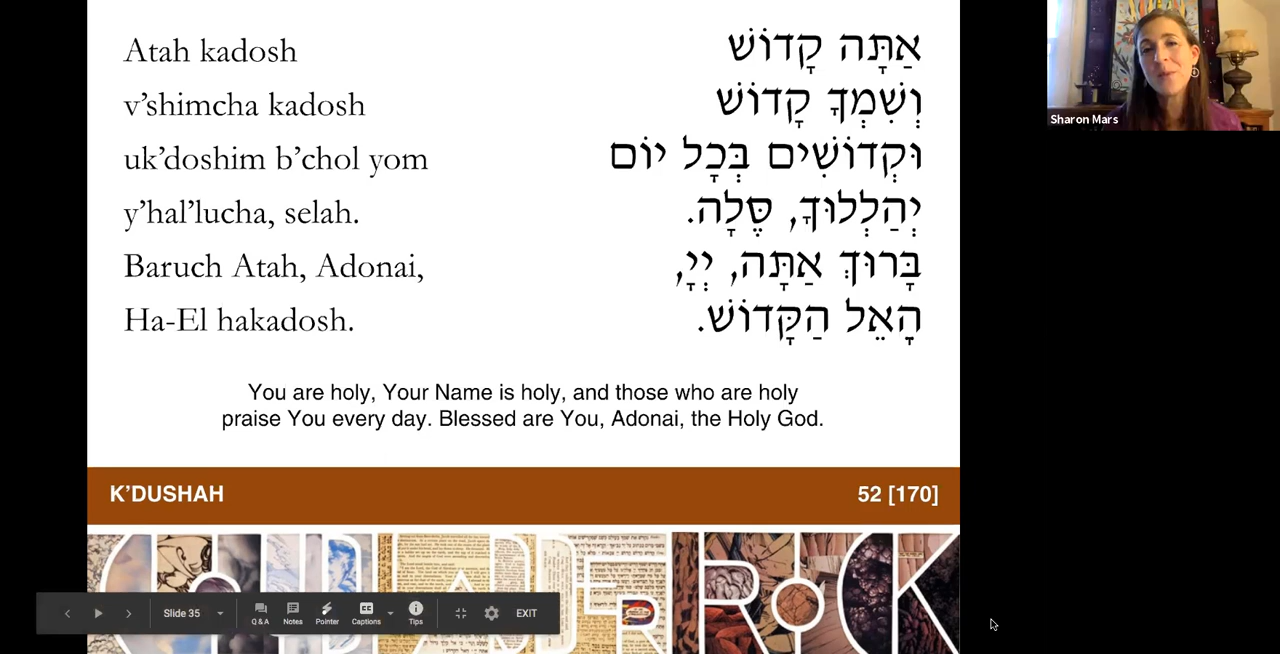 Atah kadosh
v’shimcha kadosh
uk’doshim b’chol yom
y’hal’lucha, selah.
Baruch Atah, Adonai,
Ha-El hakadosh.
אַתָּה קָדוֹשׁ
וְשִׁמְךָ קָדוֹשׁ
וּקְדוֹשִׁים בְּכָל יוֹם
יְהַלְלוּךָ, סֶּלָה.
בָּרוּךְ אַתָּה, יְיָ,
הָאֵל הַקָּדוֹשׁ.
You are holy, Your Name is holy, and those who are holy
praise You every day. Blessed are You, Adonai, the Holy God.
K’DUSHAH 52 [170]
Sharon Mars
Slide 35 Q & A Notes Pointer Captions Tips EXIT